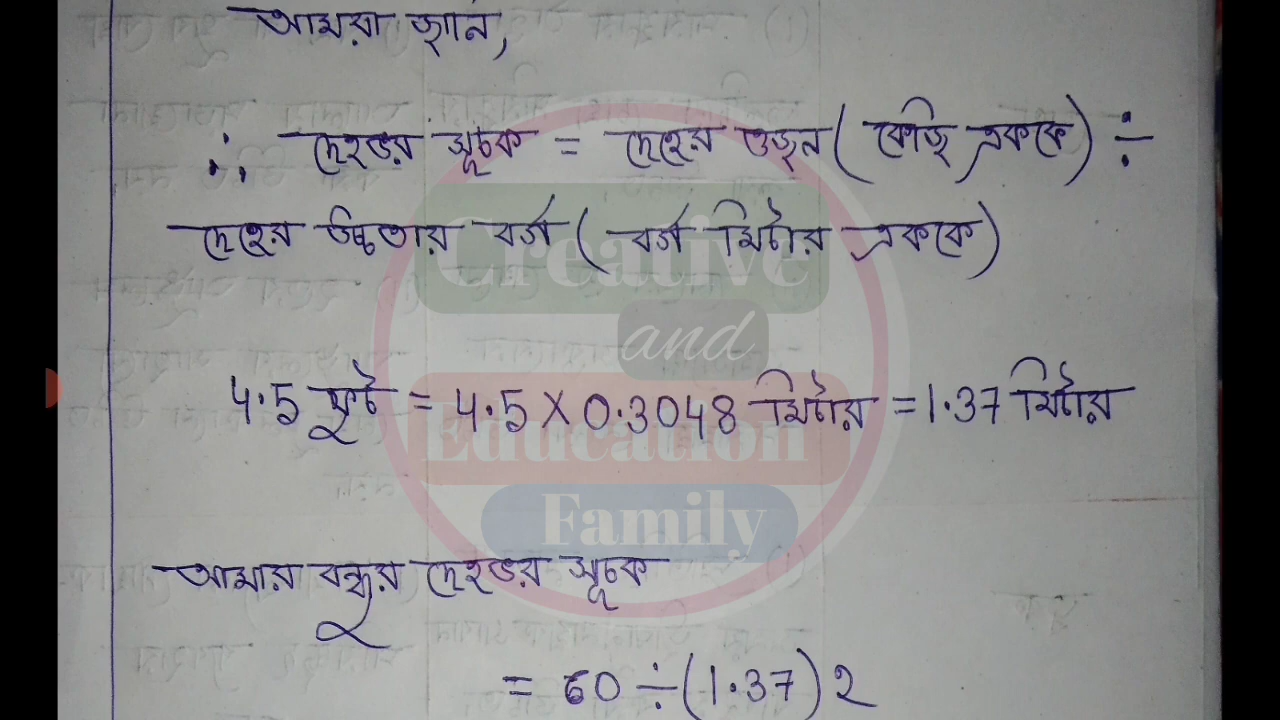 আমরা জানি,
∴ দেহভর সূচক = দেহের ওজন ( কেজি এককে) ÷
দেহের উচ্চতার বর্গ ( বর্গ মিটার এককে)
Creative
and
4.5 ফুট = 4.5 X 0.3048 মিটার = 1.37 মিটার
Education
Family
আমার বন্ধুর দেহভর সূচক
= 60 ÷ (1.37) 2